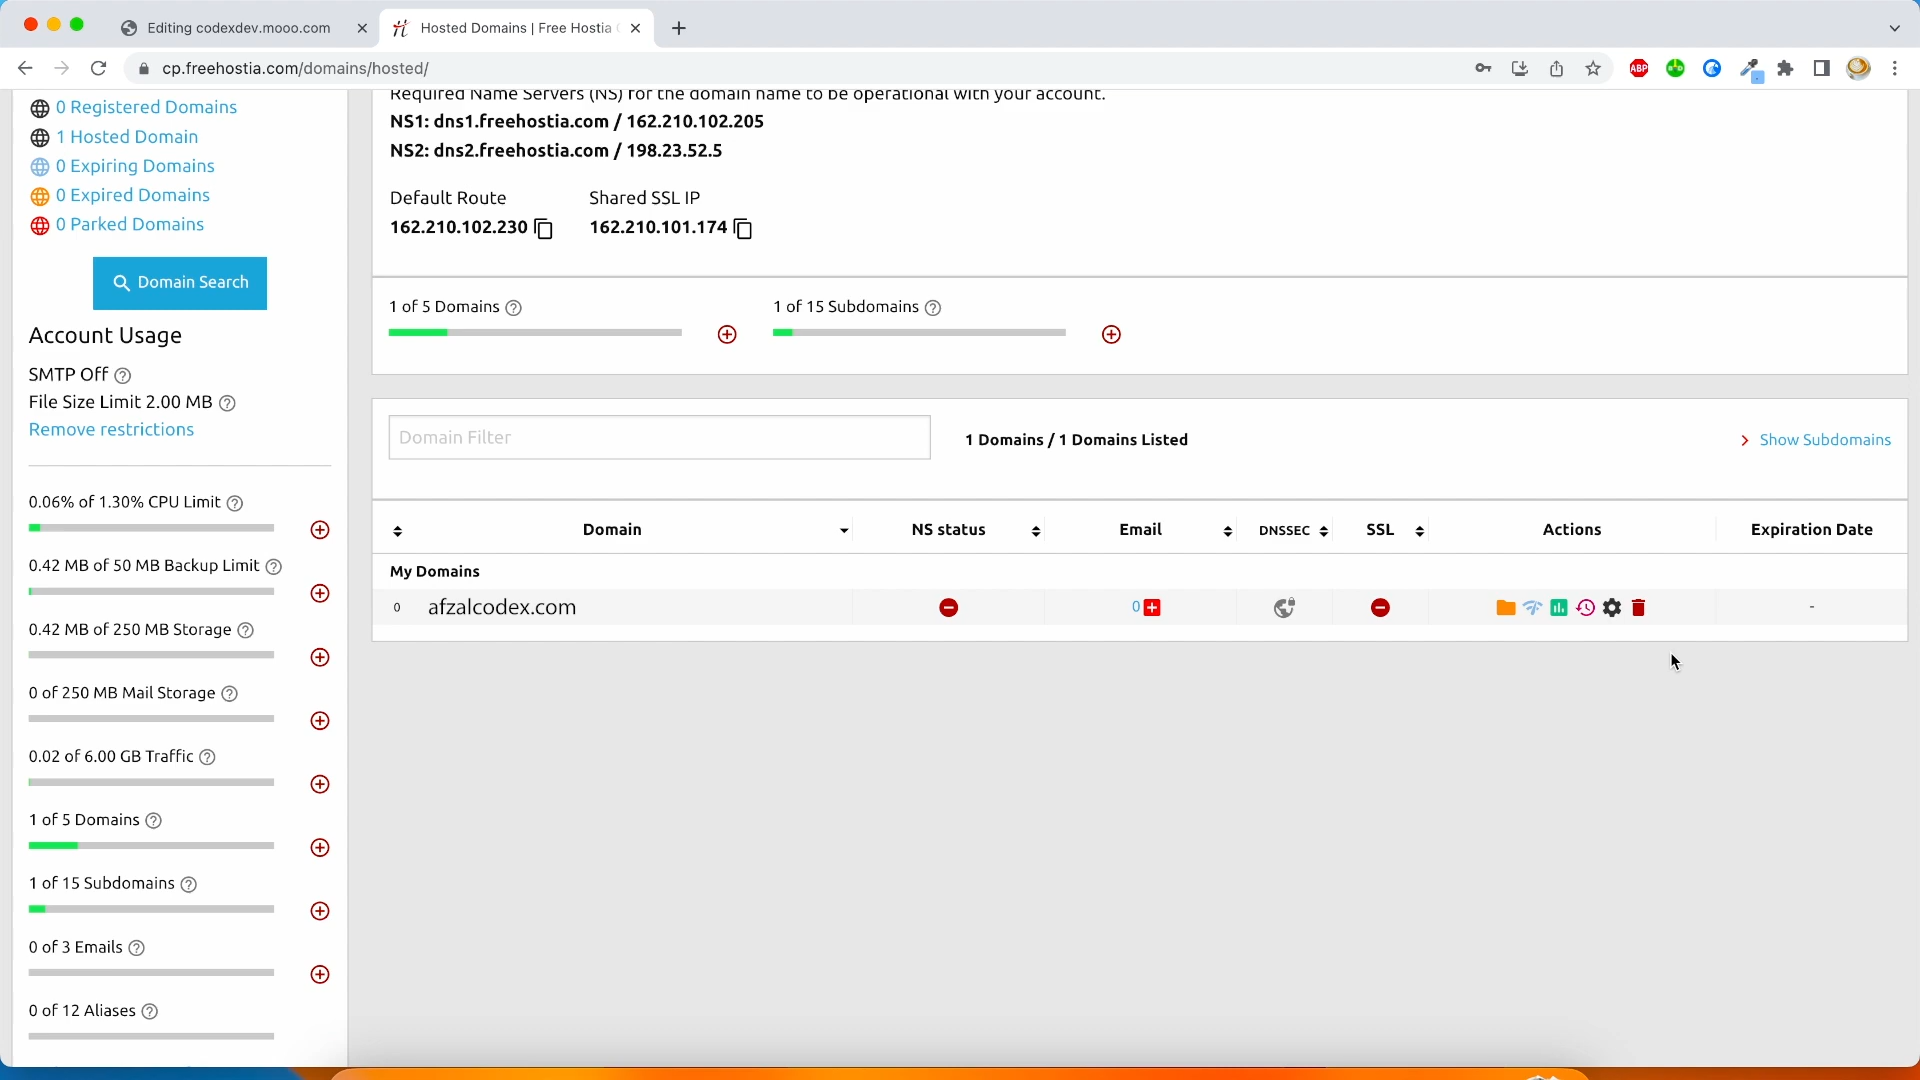 Editing codexdev.mooo.com
Hosted Domains | Free Hostia
cp.freehostia.com/domains/hosted/
ABP
0 Registered Domains
1 Hosted Domain
0 Expiring Domains
0 Expired Domains
0 Parked Domains
Domain Search
Account Usage
SMTP Off
File Size Limit 2.00 MB
Remove restrictions
0.06% of 1.30% CPU Limit
0.42 MB of 50 MB Backup Limit
0.42 MB of 250 MB Storage
0 of 250 MB Mail Storage
0.02 of 6.00 GB Traffic
1 of 5 Domains
1 of 15 Subdomains
0 of 3 Emails
0 of 12 Aliases
Required Name Servers (NS) for the domain name to be operational with your account.
NS1: dns1.freehostia.com / 162.210.102.205
NS2: dns2.freehostia.com / 198.23.52.5
Default Route Shared SSL IP
162.210.102.230 162.210.101.174
1 of 5 Domains 1 of 15 Subdomains
Domain Filter 1 Domains / 1 Domains Listed Show Subdomains
Domain NS status Email DNSSEC SSL Actions Expiration Date
My Domains
0 afzalcodex.com 0 -